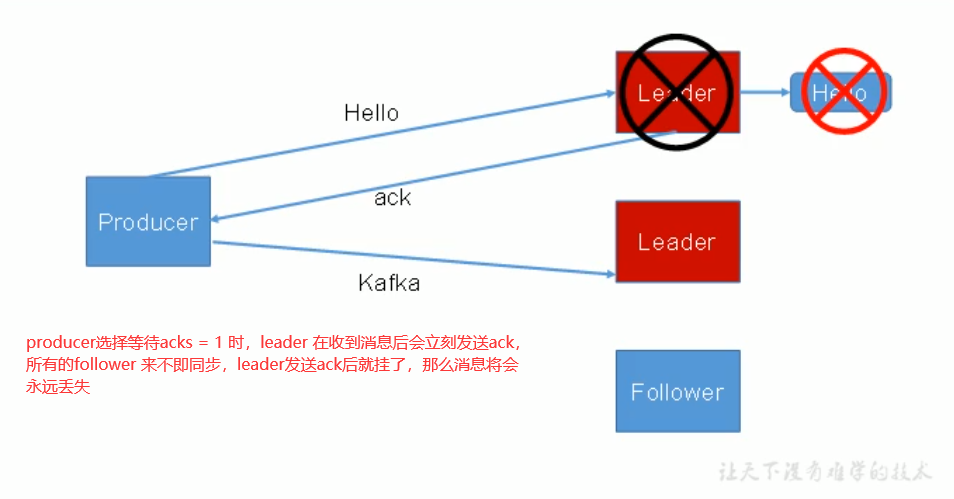 Leader
Hello
Hello
ack
Producer
Leader
Kafka
producer选择等待acks = 1 时，leader 在收到消息后会立刻发送ack，
所有的follower 来不即同步，leader发送ack后就挂了，那么消息将会
永远丢失
Follower
让天下没有难学的技术